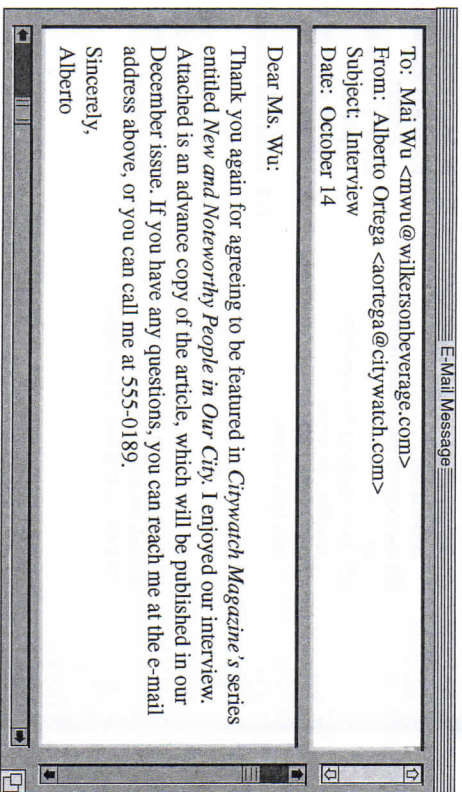 E-Mail Message
To: Mai Wu <mwu@wilkersonbeverage.com>
From: Alberto Ortega <aortega@citywatch.com>
Subject: Interview
Date: October 14
Dear Ms. Wu:
Thank you again for agreeing to be featured in Citywatch Magazine's series
entitled New and Noteworthy People in Our City. I enjoyed our interview.
Attached is an advance copy of the article, which will be published in our
December issue. If you have any questions, you can reach me at the e-mail
address above, or you can call me at 555-0189.
Sincerely,
Alberto